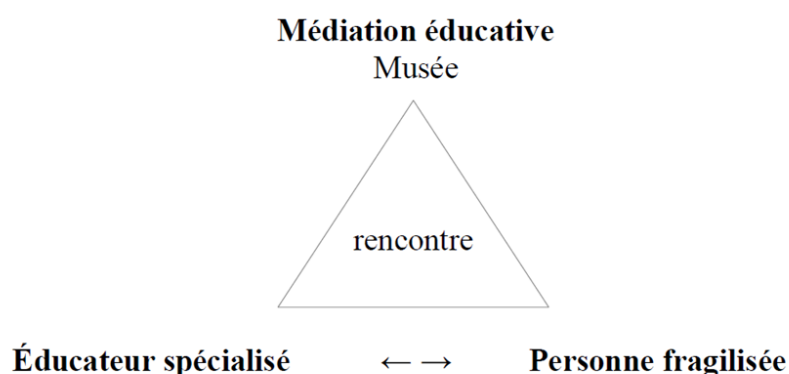 Médiation éducative
Musée
rencontre
Éducateur spécialisé ← → Personne fragilisée